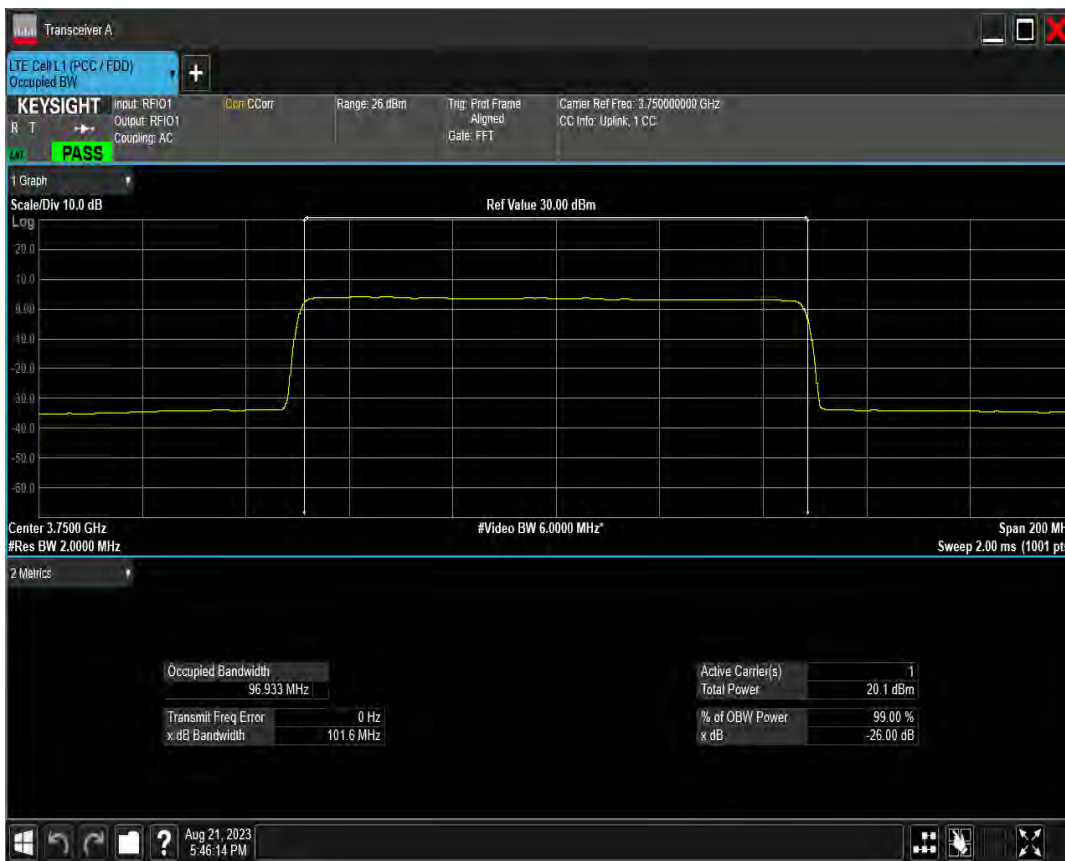 Transceiver A
LTE Cell L1 (PCC / FDD)
Occupied BW
+
KEYSIGHT
R T
PASS
Input: RFIO1
Output: RFIO1
Coupling: AC
Corr CCorr
Range: 26 dBm
Trig: Prot Frame
Aligned
Gate: FFT
Carrier Ref Freq: 3.750000000 GHz
CC Info: Uplink, 1 CC
1 Graph
Scale/Div 10.0 dB
Ref Value 30.00 dBm
Log
20.0
10.0
0.00
-10.0
-20.0
-30.0
-40.0
-50.0
-60.0
Center 3.7500 GHz
#Video BW 6.0000 MHz*
Span 200 MH
#Res BW 2.0000 MHz
Sweep 2.00 ms (1001 pts
2 Metrics
Occupied Bandwidth
96.933 MHz
Transmit Freq Error 0 Hz
x dB Bandwidth 101.6 MHz
Active Carrier(s) 1
Total Power 20.1 dBm
% of OBW Power 99.00 %
x dB -26.00 dB
?
Aug 21, 2023
5:46:14 PM